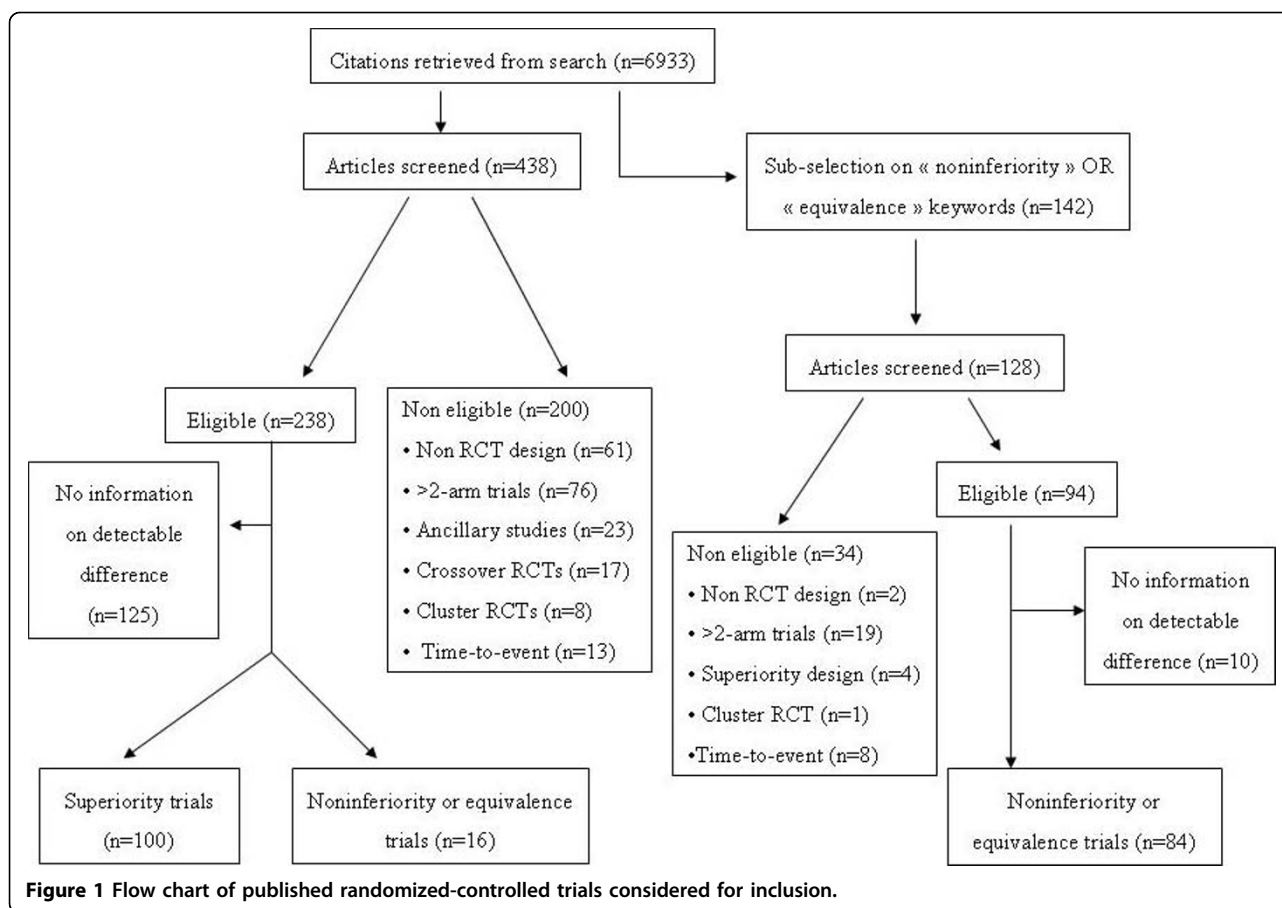 Citations retrieved from search (n=6933)
Articles screened (n=438)
Sub-selection on « noninferiority » OR
« equivalence » keywords (n=142)
Articles screened (n=128)
Eligible (n=238)
Non eligible (n=200)
• Non RCT design (n=61)
• >2-arm trials (n=76)
• Ancillary studies (n=23)
• Crossover RCTs (n=17)
• Cluster RCTs (n=8)
• Time-to-event (n=13)
No information
on detectable
difference
(n=125)
Eligible (n=94)
Non eligible (n=34)
• Non RCT design (n=2)
• >2-arm trials (n=19)
• Superiority design (n=4)
• Cluster RCT (n=1)
•Time-to-event (n=8)
No information
on detectable
difference (n=10)
Superiority trials
(n=100)
Noninferiority or equivalence
trials (n=16)
Noninferiority or
equivalence trials (n=84)
Figure 1 Flow chart of published randomized-controlled trials considered for inclusion.